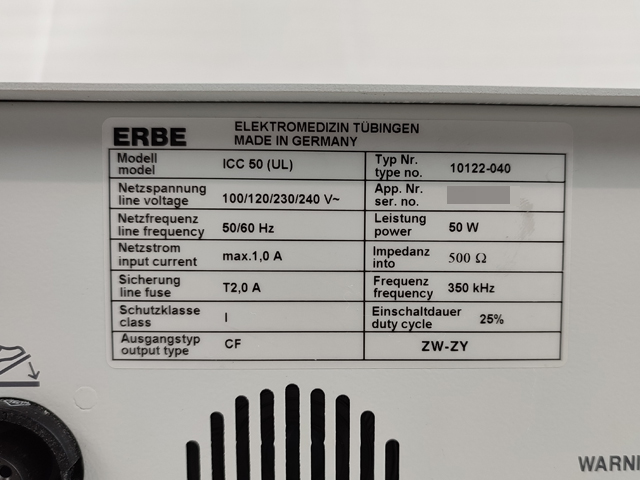 ERBE
ELEKTROMEDIZIN TÜBINGEN
MADE IN GERMANY
Modell
model
ICC 50 (UL)
Typ Nr.
type no.
10122-040
Netzspannung
line voltage
100/120/230/240 V~
App. Nr.
ser. no.
Netzfrequenz
line frequency
50/60 Hz
Leistung
power
50 W
Netzstrom
input current
max.1,0 A
Impedanz
into
500 Ω
Sicherung
line fuse
T2,0 A
Frequenz
frequency
350 kHz
Schutzklasse
class
I
Einschaltdauer
duty cycle
25%
Ausgangstyp
output type
CF
ZW-ZY
WARNI